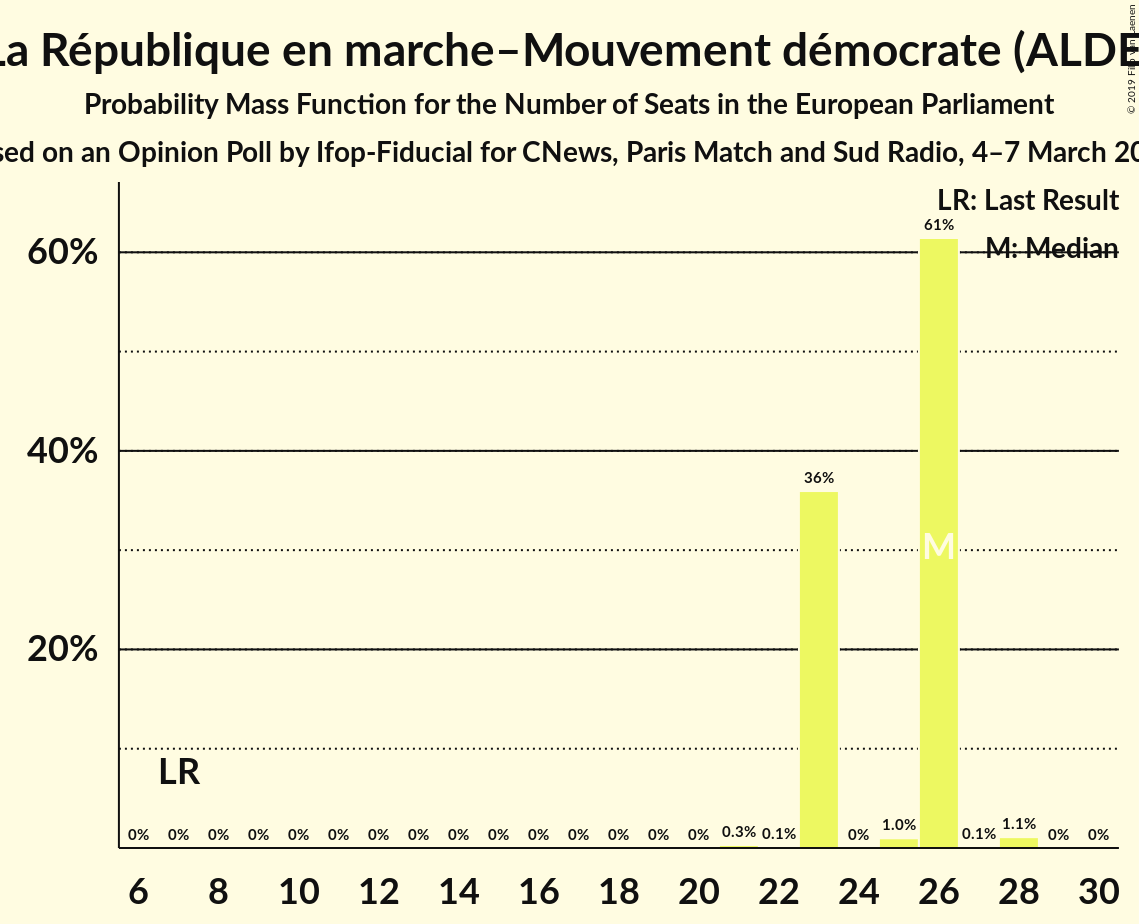 La République en marche–Mouvement démocrate (ALDE
Probability Mass Function for the Number of Seats in the European Parliament
on an Opinion Poll by Ifop-Fiducial for CNews, Paris Match and Sud Radio, 4–7 March
© 2019
LR: Last Result
M: Median
61%
60%
40%
36%
M
20%
LR
0% 0% 0% 0% 0% 0% 0% 0% 0% 0% 0% 0% 0% 0% 0% 0.3% 0.1% 0% 1.0% 0.1% 1.1% 0% 0%
6 8 10 12 14 16 18 20 22 24 26 28 30